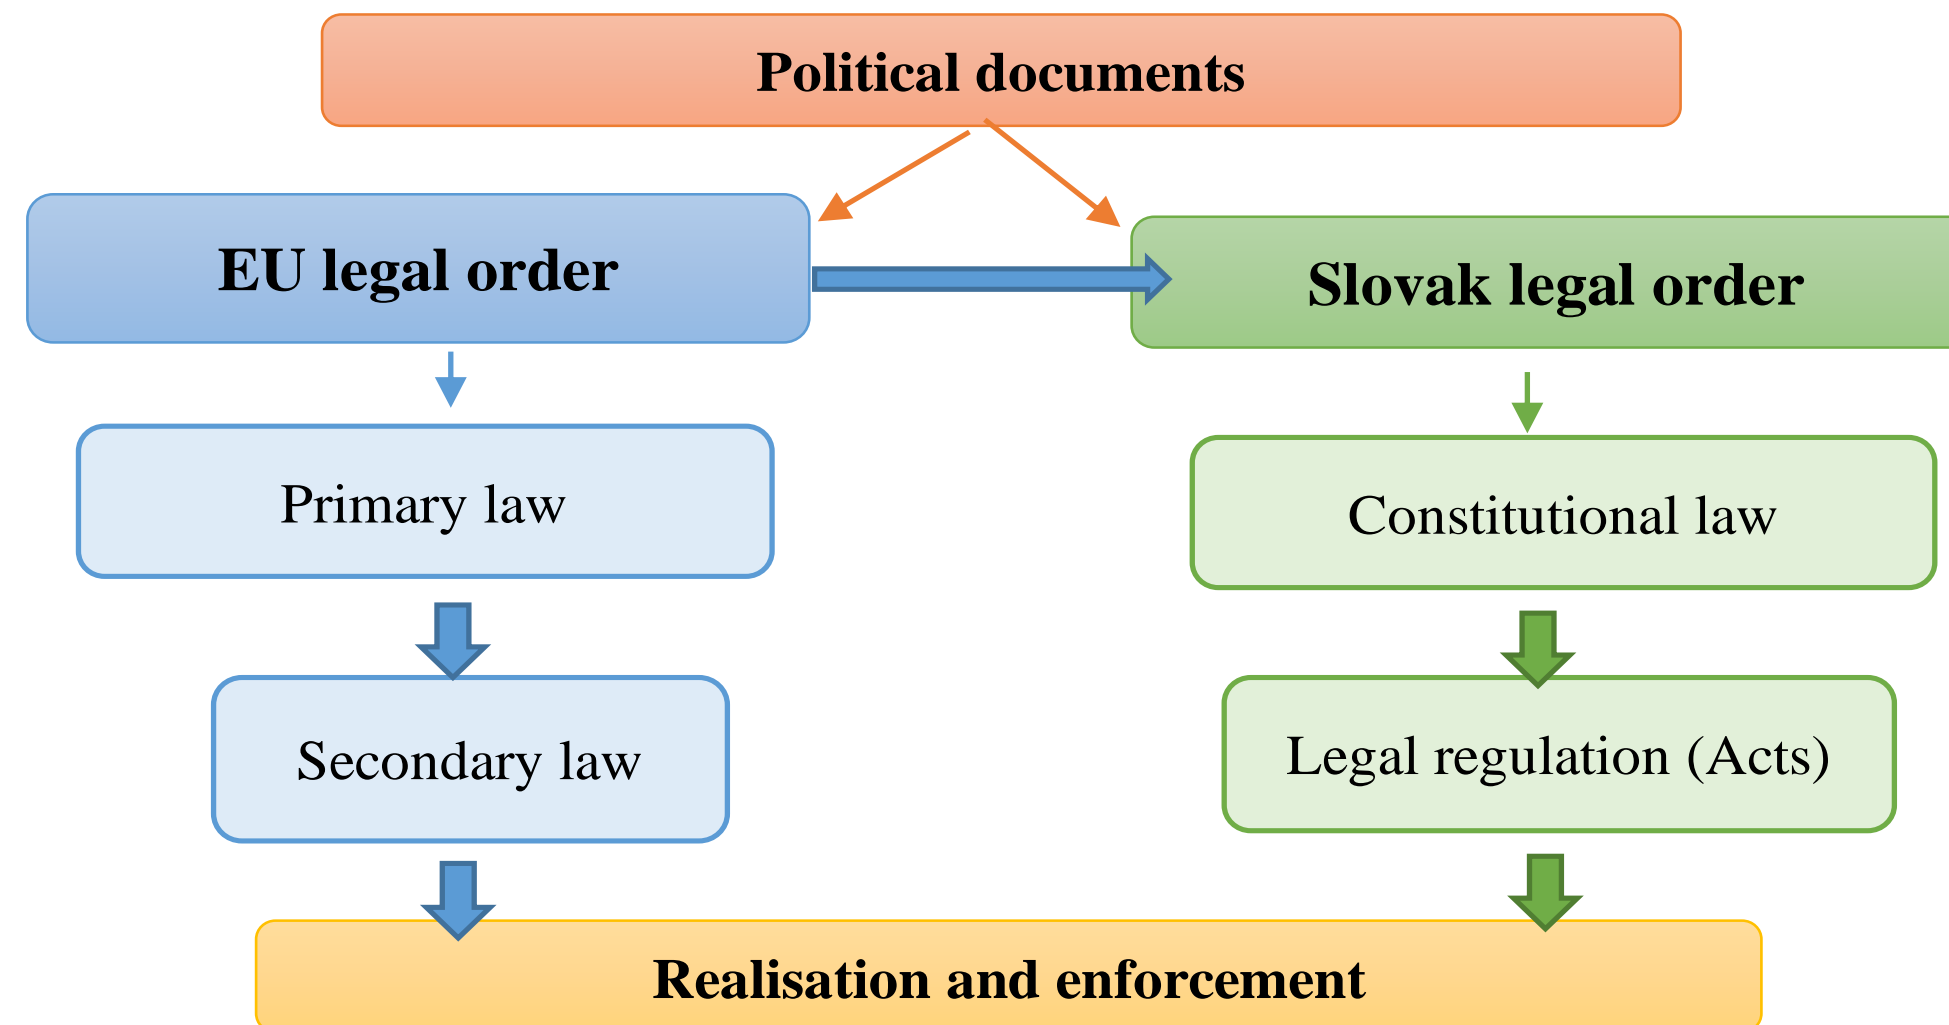 Political documents
EU legal order
Slovak legal order
Primary law
Constitutional law
Secondary law
Legal regulation (Acts)
Realisation and enforcement